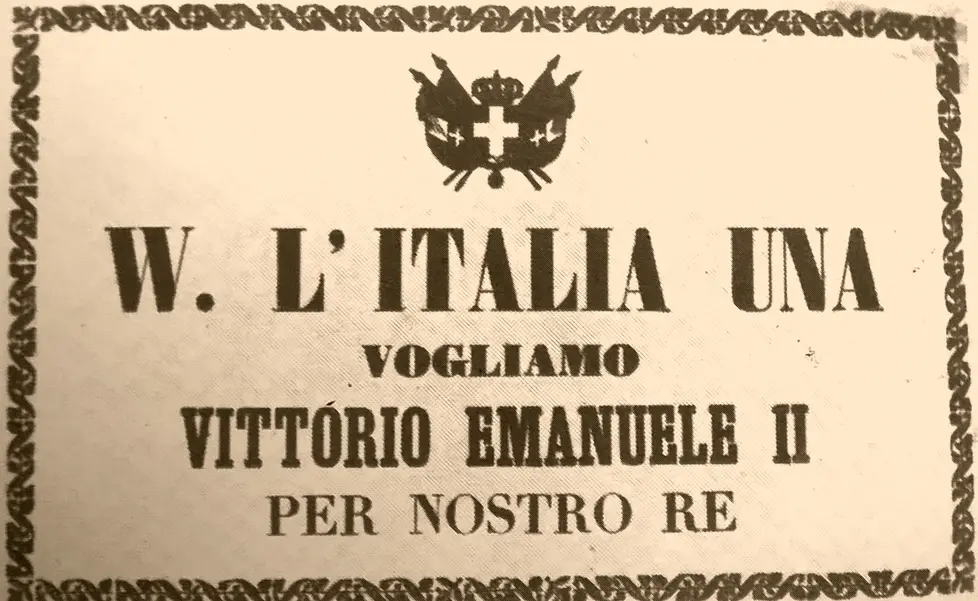 W. L'ITALIA UNA
VOGLIAMO
VITTÓRIO EMANUELE II
PER NOSTRO RE